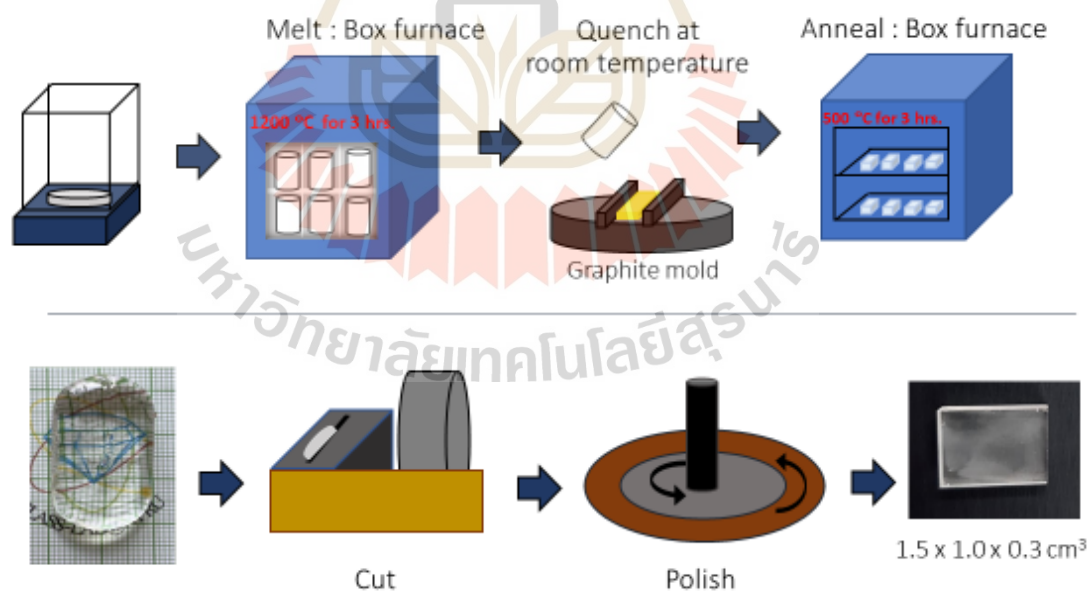 Melt : Box furnace
Quench at
room temperature
Anneal : Box furnace
1200 °C for 3 hrs.
500 °C for 3 hrs.
Graphite mold
มหาวิทยาลัยเทคโนโลยีสุรนารี
Cut
Polish
1.5 x 1.0 x 0.3 cm³